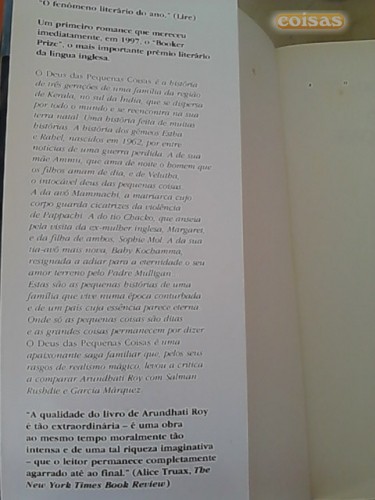 coisas
"O fenómeno literário do ano." (Lire)
Um primeiro romance que mereceu
imediatamente, em 1997, o "Booker
Prize", o mais importante prémio literário
da língua inglesa.
O Deus das Pequenas Coisas é a história
de três gerações de uma família da região
de Kerala, no sul da Índia, que se dispersa
por todo o mundo e se reencontra na sua
terra natal. Uma história feita de muitas
histórias. A história dos gémeos Estha
e Rahel, nascidos em 1962, por entre
notícias de uma guerra perdida. A de sua
mãe Ammu, que ama de noite o homem que
os filhos amam de dia, e de Velutha,
o intocável deus das pequenas coisas.
A da avó Mammachi, a matriarca cujo
corpo guarda cicatrizes da violência
de Pappachi. A do tio Chacko, que anseia
pela visita da ex-mulher inglesa, Margaret,
e da filha de ambos, Sophie Mol. A da sua
tia-avó mais nova, Baby Kochamma,
resignada a adiar para a eternidade o seu
amor terreno pelo Padre Mulligan.
Estas são as pequenas histórias de uma
família que vive numa época conturbada
e de um país cuja essência parece eterna.
Onde só as pequenas coisas são ditas
e as grandes coisas permanecem por dizer.
O Deus das Pequenas Coisas é uma
apaixonante saga familiar que, pelos seus
rasgos de realismo mágico, levou a crítica
a comparar Arundhati Roy com Salman
Rushdie e García Márquez.
"A qualidade do livro de Arundhati Roy
é tão extraordinária – é uma obra
ao mesmo tempo moralmente tão
intensa e de uma tal riqueza imaginativa
– que o leitor permanece completamente
agarrado até ao final." (Alice Truax, The
New York Times Book Review)